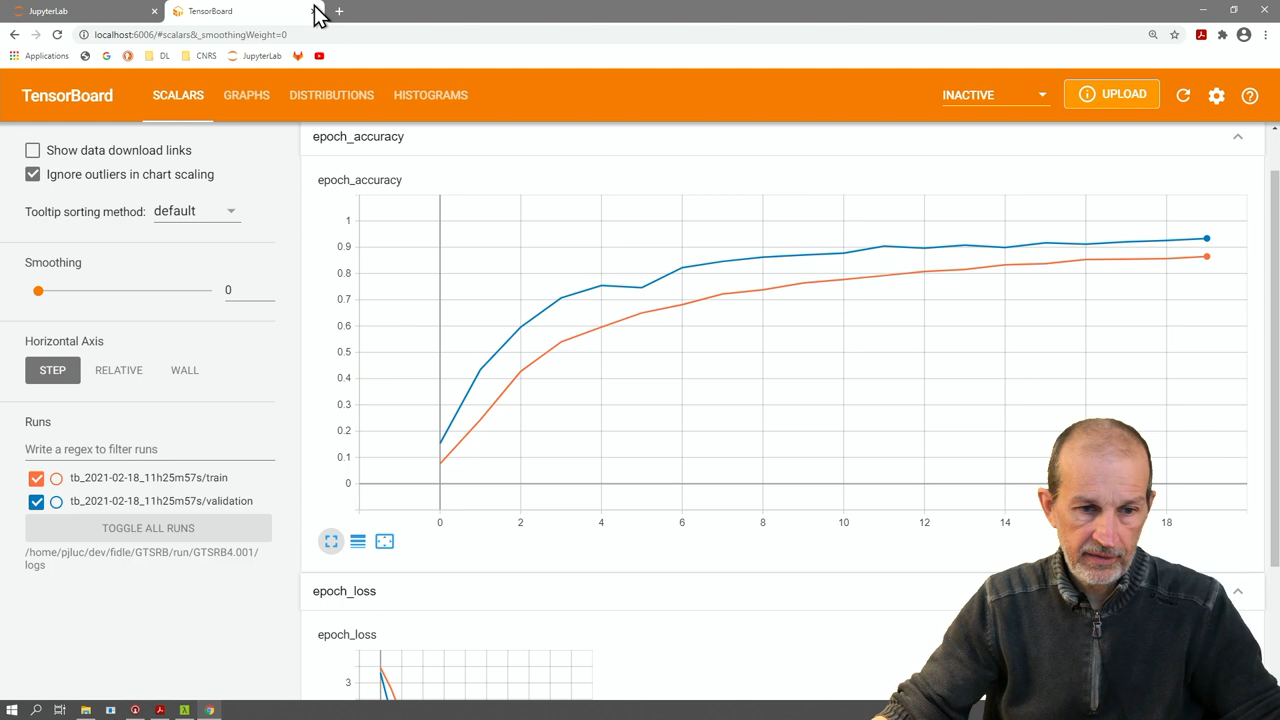 JupyterLab
TensorBoard
localhost:6006/#scalars&_smoothingWeight=0
Applications
DL
CNRS
JupyterLab
TensorBoard
SCALARS
GRAPHS
DISTRIBUTIONS
HISTOGRAMS
INACTIVE
UPLOAD
Show data download links
Ignore outliers in chart scaling
Tooltip sorting method: default
Smoothing
0
Horizontal Axis
STEP
RELATIVE
WALL
Runs
Write a regex to filter runs
tb_2021-02-18_11h25m57s/train
tb_2021-02-18_11h25m57s/validation
TOGGLE ALL RUNS
/home/pjluc/dev/fidle/GTSRB/run/GTSRB4.001/
logs
epoch_accuracy
epoch_accuracy
1
0.9
0.8
0.7
0.6
0.5
0.4
0.3
0.2
0.1
0
0 2 4 6 8 10 12 14 18
epoch_loss
epoch_loss
3